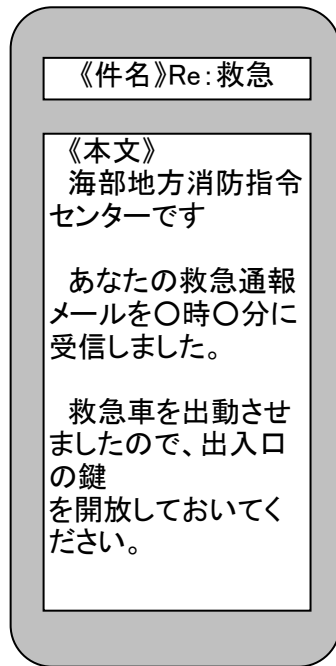 《件名》Re:救急
《本文》
海部地方消防指令
センターです
あなたの救急通報
メールを〇時〇分に
受信しました。
救急車を出動させ
ましたので、出入口
の鍵
を開放しておいてく
ださい。